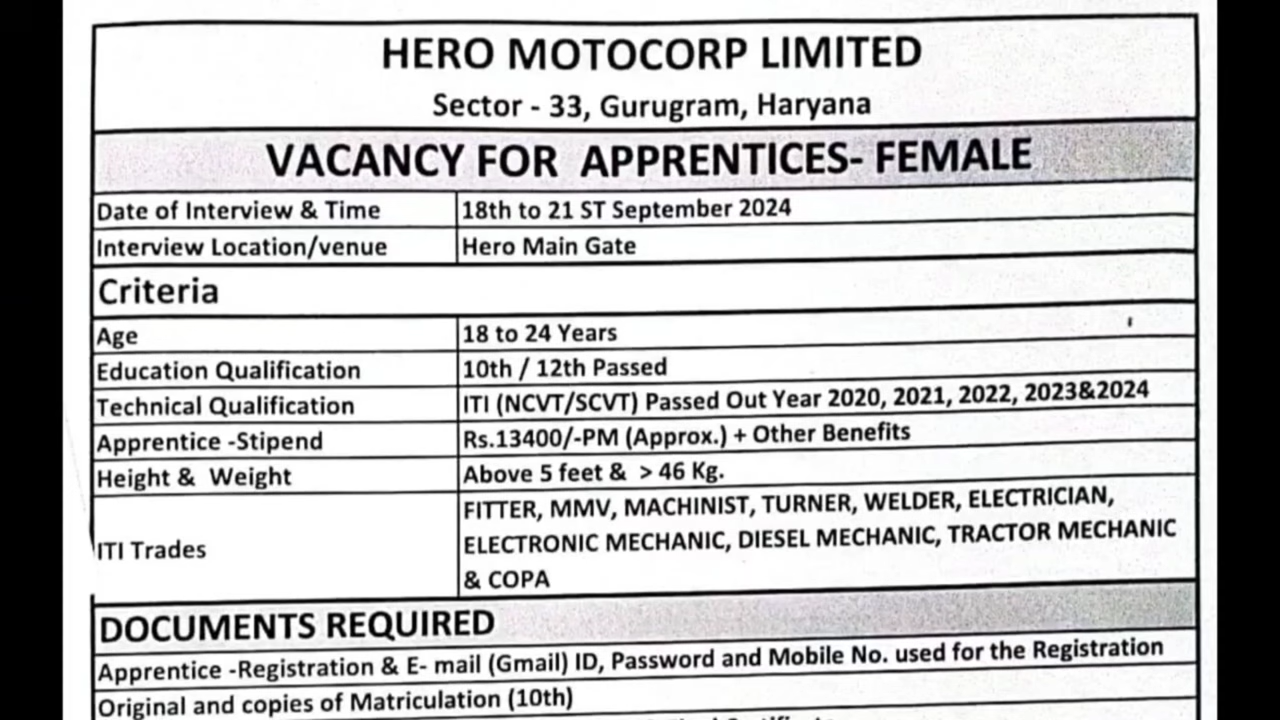 HERO MOTOCORP LIMITED
Sector - 33, Gurugram, Haryana
VACANCY FOR APPRENTICES- FEMALE
Date of Interview & Time 18th to 21 ST September 2024
Interview Location/venue Hero Main Gate
Criteria
Age 18 to 24 Years
Education Qualification 10th / 12th Passed
Technical Qualification ITI (NCVT/SCVT) Passed Out Year 2020, 2021, 2022, 2023&2024
Apprentice -Stipend Rs.13400/-PM (Approx.) + Other Benefits
Height & Weight Above 5 feet & > 46 Kg.
ITI Trades FITTER, MMV, MACHINIST, TURNER, WELDER, ELECTRICIAN,
ELECTRONIC MECHANIC, DIESEL MECHANIC, TRACTOR MECHANIC
& COPA
DOCUMENTS REQUIRED
Apprentice -Registration & E- mail (Gmail) ID, Password and Mobile No. used for the Registration
Original and copies of Matriculation (10th)